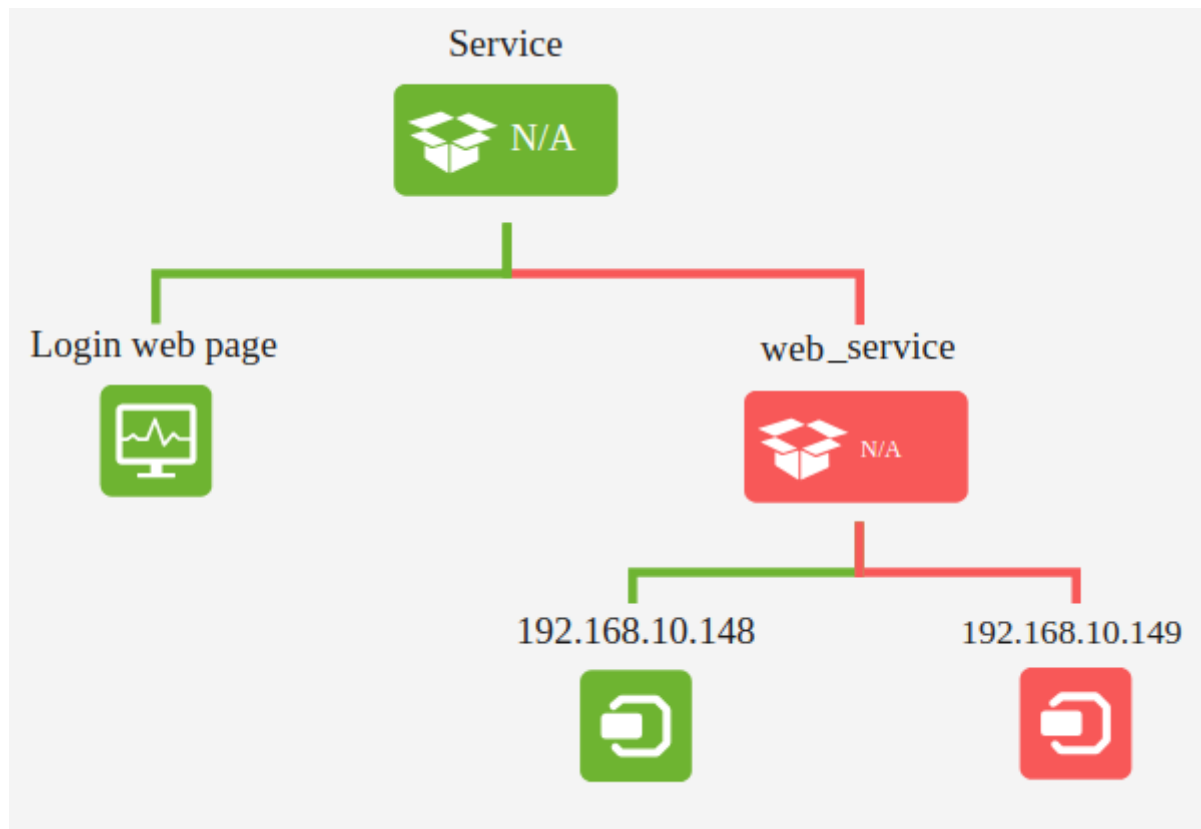 Service
N/A
Login web page
web_service
N/A
192.168.10.148
192.168.10.149